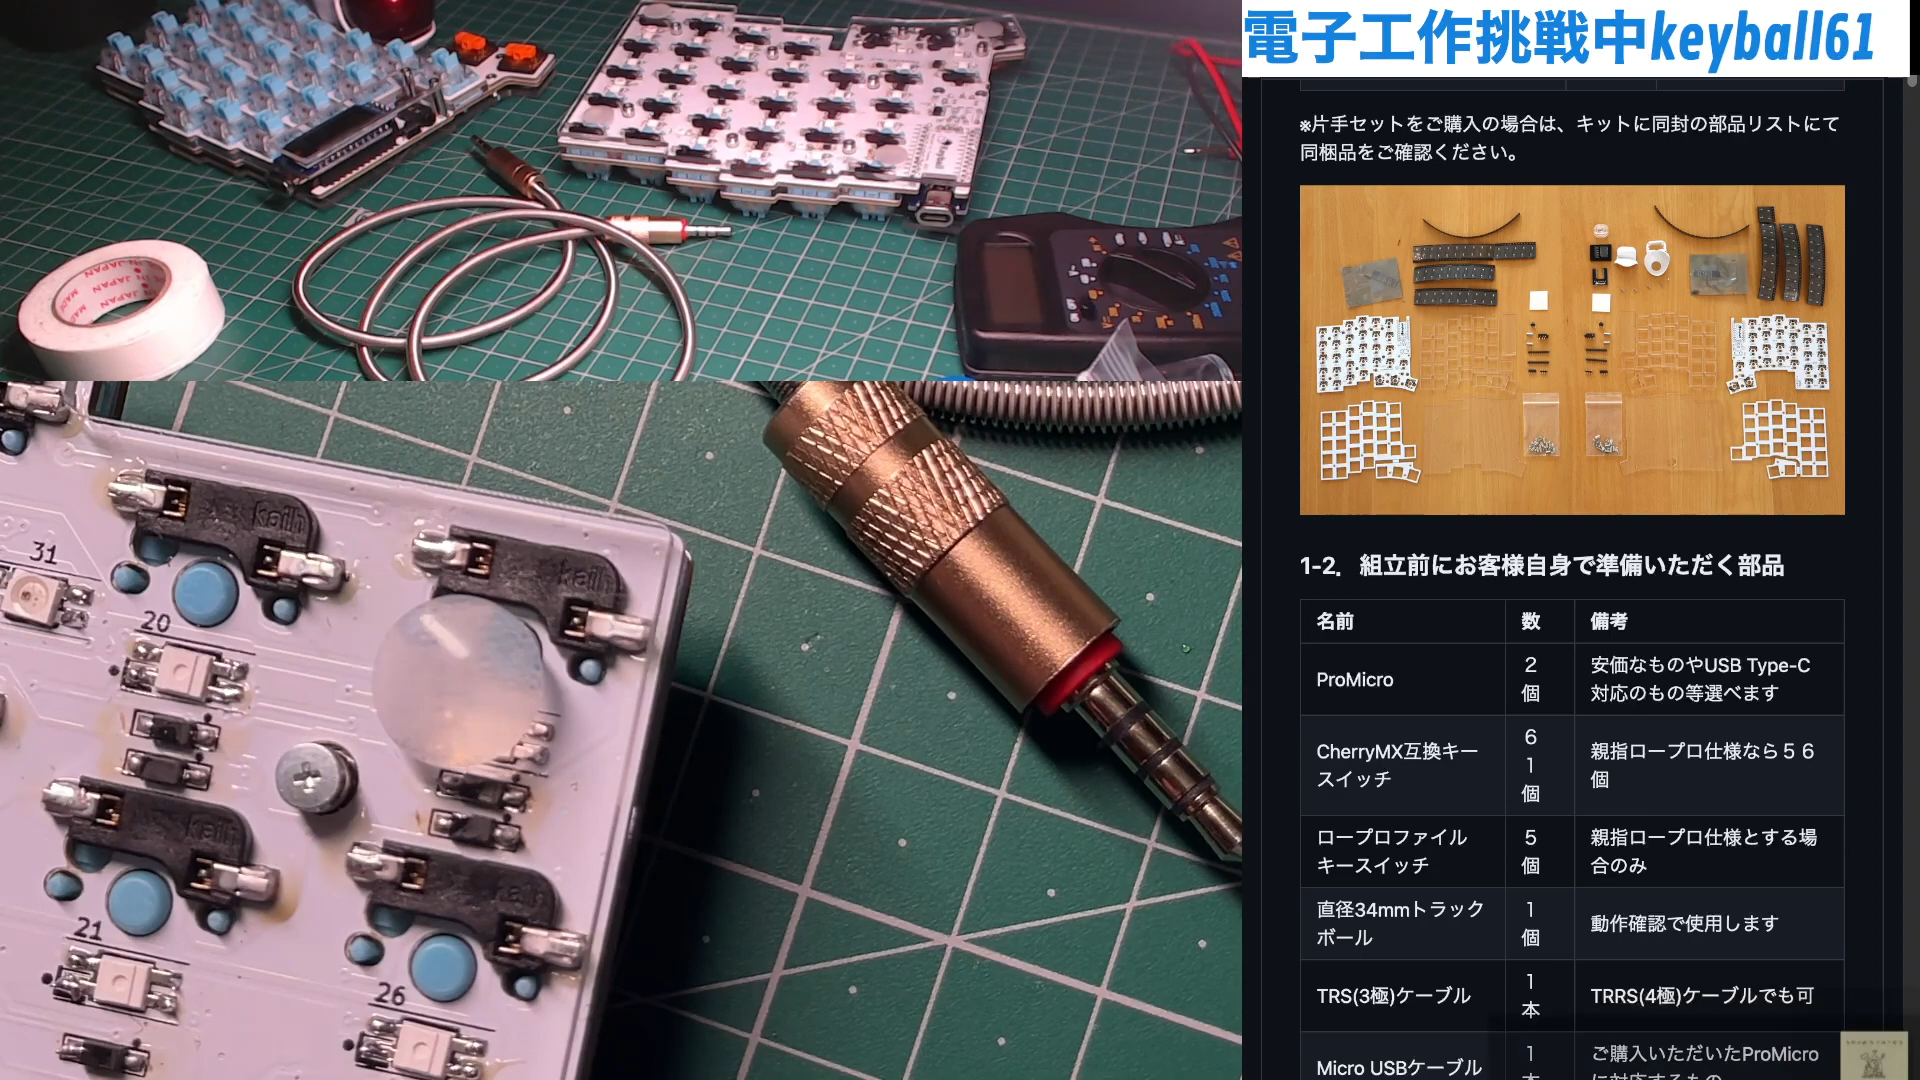 電子工作挑戦中keyball61
※片手セットをご購入の場合は、キットに同封の部品リストにて
同梱品をご確認ください。
1-2. 組立前にお客様自身で準備いただく部品
名前 数 備考
ProMicro 2個 安価なものやUSB Type-C
対応のもの等選べます
CherryMX互換キー
スイッチ 61個 親指ロープロ仕様なら５６
個
ロープロファイル
キースイッチ 5個 親指ロープロ仕様とする場
合のみ
直径34mmトラック
ボール 1個 動作確認で使用します
TRS(3極)ケーブル 1本 TRRS(4極)ケーブルでも可
Micro USBケーブル 1 ご購入いただいたProMicro
MADE IN JAPAN
kailh
kailh
kailh
kailh
31
20
21
26